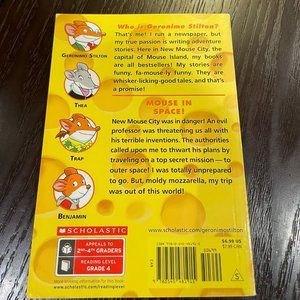 Who is Geronimo Stilton?
That's me! I run a newspaper, but
my true passion is writing adventure
stories. Here in New Mouse City, the
capital of Mouse Island, my books
are all bestsellers! My stories are
funny, fa-mouse-ly funny. They are
whisker-licking-good tales, and that's
a promise!
GERONIMO STILTON
THEA
MOUSE IN
SPACE!
New Mouse City was in danger! An evil
professor was threatening us all with
his terrible inventions. The authorities
called upon me to thwart his plans by
traveling on a top secret mission—to
outer space! I was totally unprepared
to go. But, moldy mozzarella, my trip
was out of this world!
TRAP
BENJAMIN
SCHOLASTIC
www.scholastic.com/geronimostilton
APPEALS TO
2ND–4TH GRADERS
READING LEVEL
GRADE 4
www.scholastic.com/readinglevel
$6.99 US